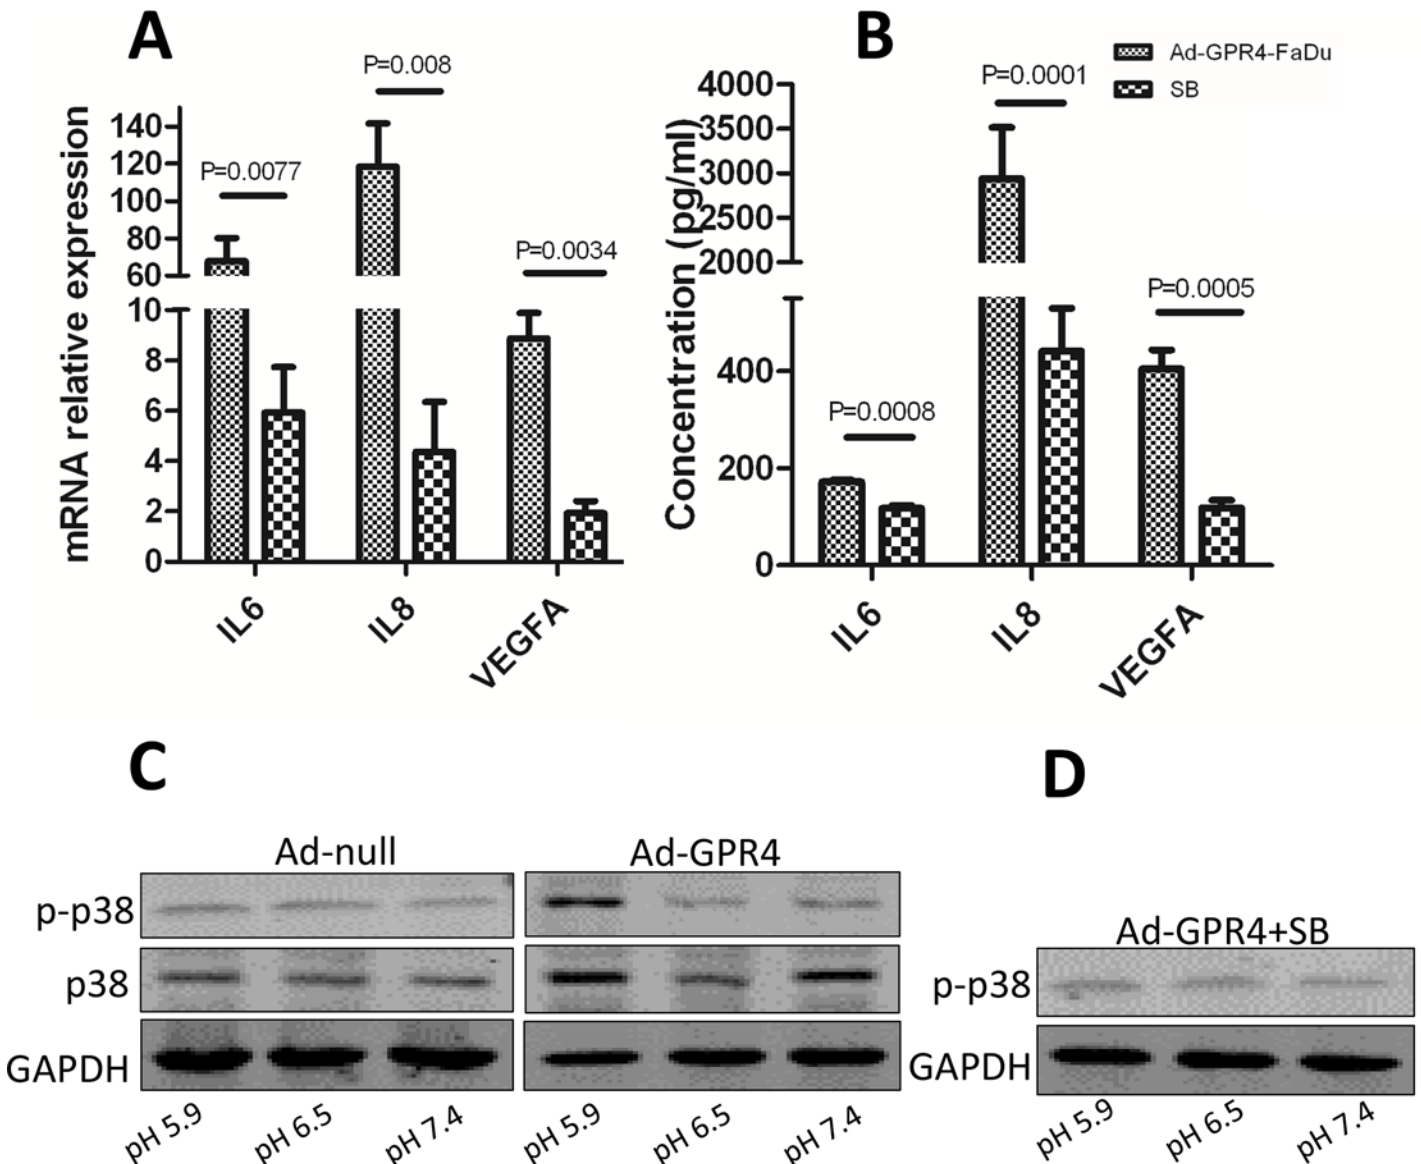 A
P=0.008
P=0.0077
P=0.0034
mRNA relative expression
140
120
100
80
60
10
8
6
4
2
0
IL6
IL8
VEGFA
B
Ad-GPR4-FaDu
SB
P=0.0001
P=0.0005
P=0.0008
Concentration (pg/ml)
4000
3500
3000
2500
2000
400
200
0
IL6
IL8
VEGFA
C
Ad-null
Ad-GPR4
p-p38
p38
GAPDH
pH 5.9
pH 6.5
pH 7.4
pH 5.9
pH 6.5
pH 7.4
D
Ad-GPR4+SB
p-p38
GAPDH
pH 5.9
pH 6.5
pH 7.4